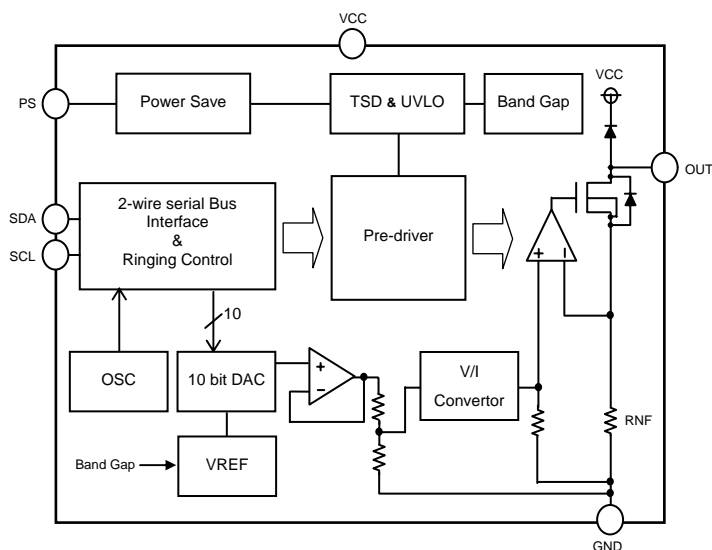 VCC
VCC
PS
Power Save
TSD & UVLO
Band Gap
OUT
SDA
SCL
2-wire serial Bus
Interface
&
Ringing Control
Pre-driver
+
−
10
OSC
10 bit DAC
+
−
V/I
Convertor
RNF
Band Gap
VREF
GND